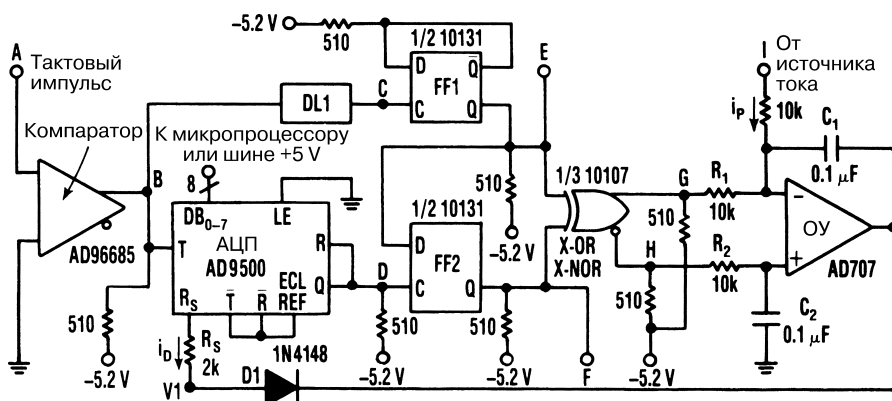 A
Тактовый
импульс
Компаратор
AD96685
B
510
–5.2 V
К микропроцессору
или шине +5 V
8
DB0–7
LE
АЦП
AD9500
T
R
Q
RS
T̅
R̅
ECL
REF
iD
RS
2k
V1
D1
1N4148
DL1
C
–5.2 V
510
1/2 10131
D
Q̅
FF1
C
Q
510
–5.2 V
D
510
–5.2 V
1/2 10131
D
FF2
C
Q
510
–5.2 V
E
F
1/3 10107
X-OR
X-NOR
G
510
H
510
–5.2 V
R1
10k
R2
10k
I
От
источника
тока
iP
10k
C1
0.1 µF
–
+
ОУ
AD707
C2
0.1 µF